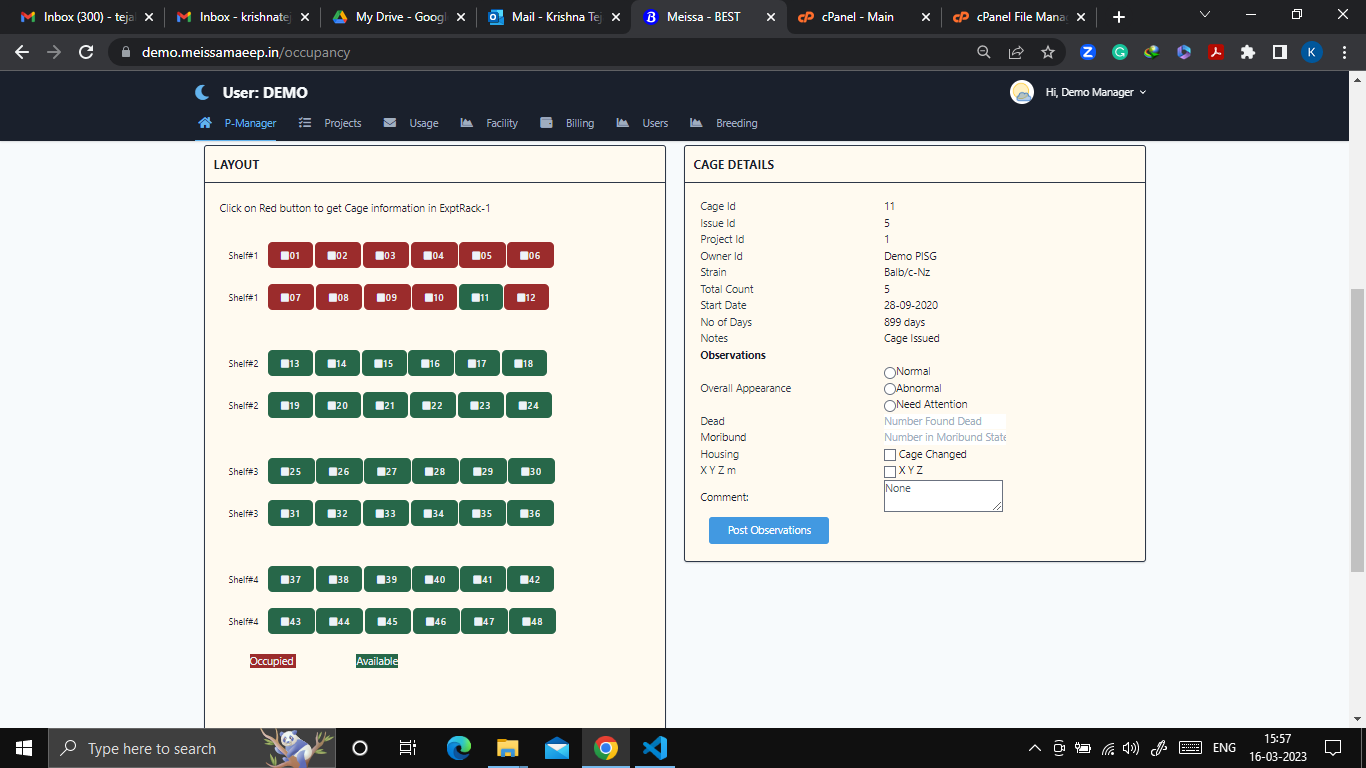 Inbox (300) - teja
Inbox - krishnatej
My Drive - Googl
Mail - Krishna Tej
Meissa - BEST
cPanel - Main
cPanel File Mana
demo.meissamaeep.in/occupancy
K
User: DEMO
Hi, Demo Manager
P-Manager Projects Usage Facility Billing Users Breeding
LAYOUT
Click on Red button to get Cage information in ExptRack-1
Shelf#1 01 02 03 04 05 06
Shelf#1 07 08 09 10 11 12
Shelf#2 13 14 15 16 17 18
Shelf#2 19 20 21 22 23 24
Shelf#3 25 26 27 28 29 30
Shelf#3 31 32 33 34 35 36
Shelf#4 37 38 39 40 41 42
Shelf#4 43 44 45 46 47 48
Occupied Available
CAGE DETAILS
Cage Id 11
Issue Id 5
Project Id 1
Owner Id Demo PISG
Strain Balb/c-Nz
Total Count 5
Start Date 28-09-2020
No of Days 899 days
Notes Cage Issued
Observations
Normal
Overall Appearance Abnormal
Need Attention
Dead Number Found Dead
Moribund Number in Moribund State
Housing Cage Changed
X Y Z m X Y Z
Comment: None
Post Observations
Type here to search
ENG
15:57
16-03-2023